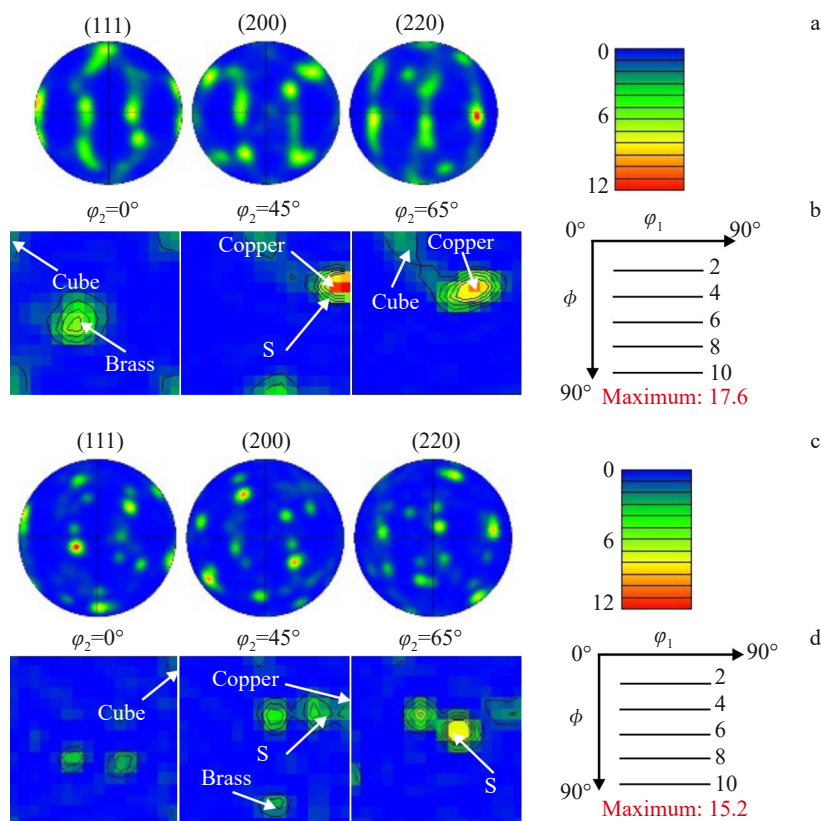 (111) (200) (220) a
0
6
12
φ₂=0° φ₂=45° φ₂=65° b
Copper Copper 0° φ₁ 90°
Cube Cube 2
ϕ 4
Brass S 6
8
90° 10
Maximum: 17.6
(111) (200) (220) c
0
6
12
φ₂=0° φ₂=45° φ₂=65° d
0° φ₁ 90°
Copper 2
Cube ϕ 4
S 6
Brass S 8
90° 10
Maximum: 15.2